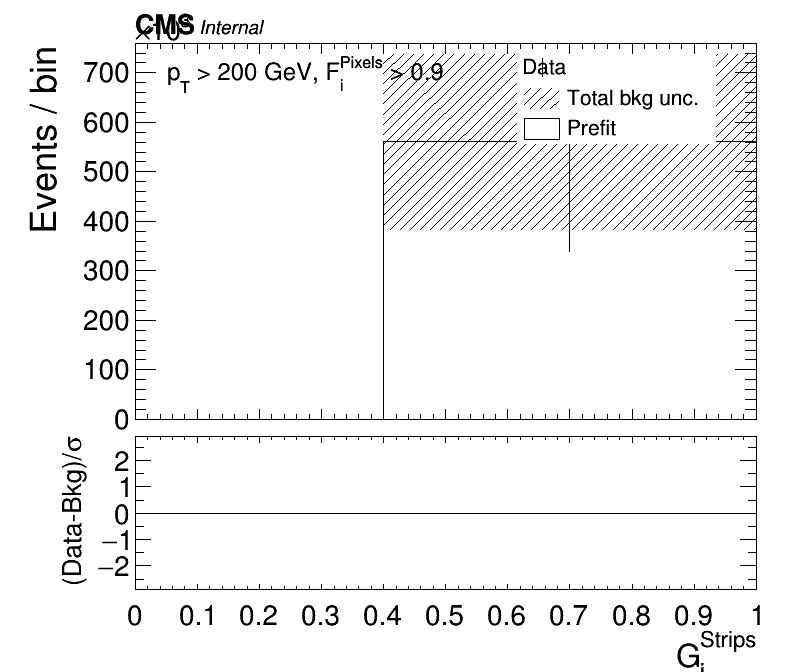 CMS Internal
Events / bin
700
600
500
400
300
200
100
0
p_T > 200 GeV, F_i^Pixels > 0.9
Data
Total bkg unc.
Prefit
(Data-Bkg)/σ
2
1
0
−1
−2
0 0.1 0.2 0.3 0.4 0.5 0.6 0.7 0.8 0.9 1
G_i^Strips